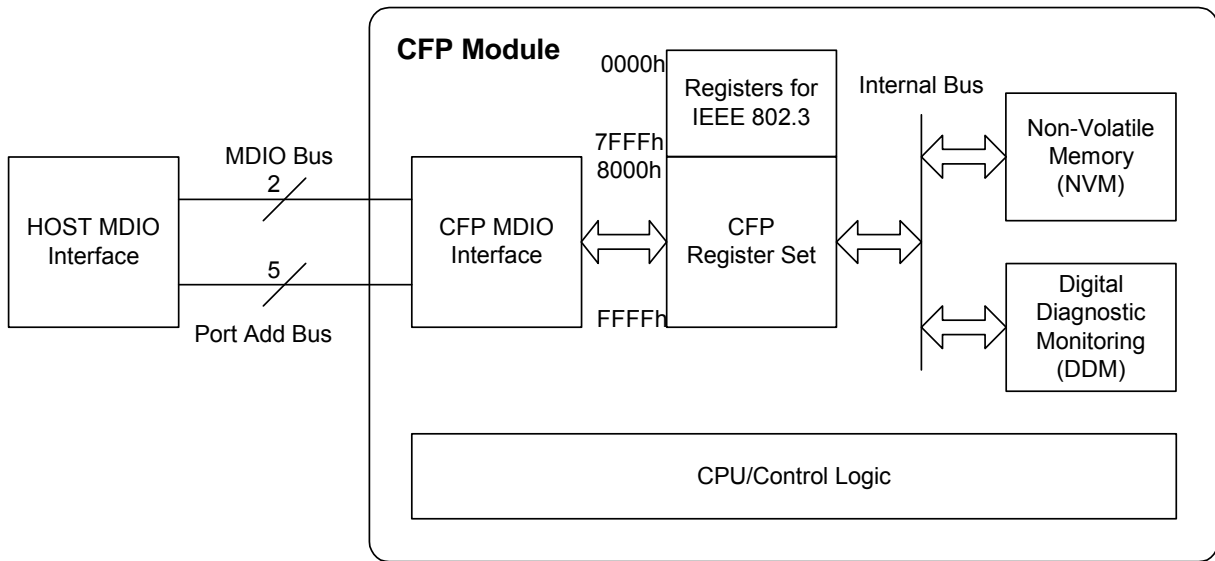 CFP Module
0000h
Registers for
IEEE 802.3
7FFFh
8000h
Internal Bus
Non-Volatile
Memory
(NVM)
MDIO Bus
2
HOST MDIO
Interface
5
Port Add Bus
CFP MDIO
Interface
CFP
Register Set
FFFFh
Digital
Diagnostic
Monitoring
(DDM)
CPU/Control Logic